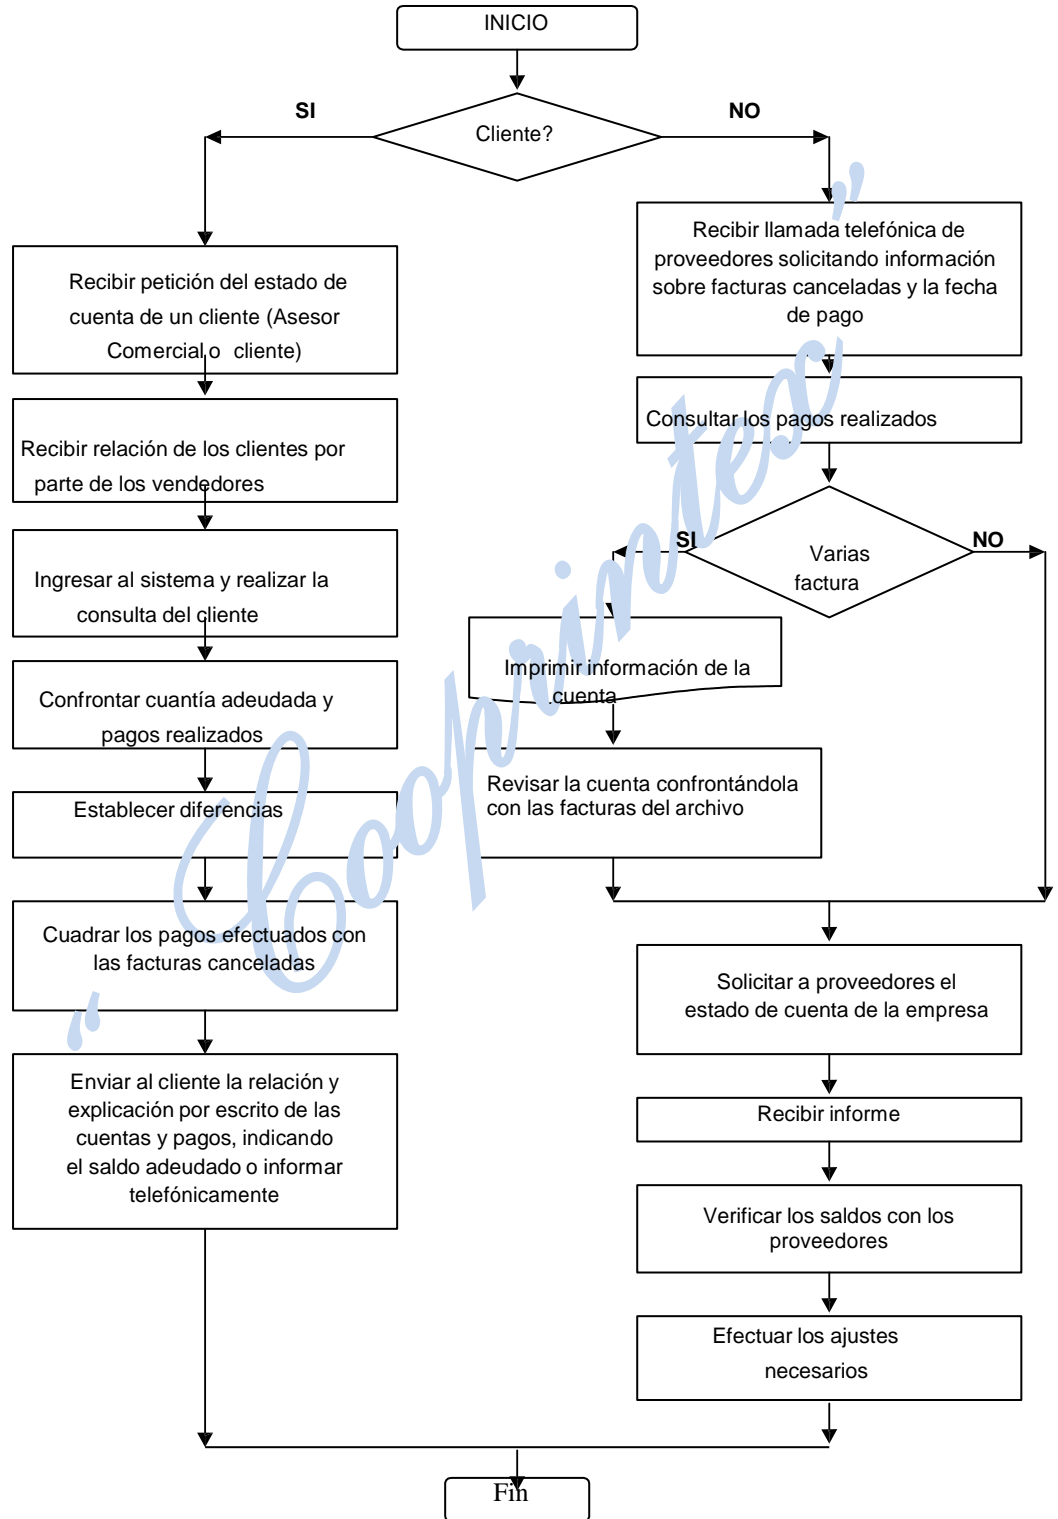 INICIO
SI
NO
Cliente?
Recibir petición del estado de
cuenta de un cliente (Asesor
Comercial o cliente)
Recibir relación de los clientes por
parte de los vendedores
Ingresar al sistema y realizar la
consulta del cliente
Confrontar cuantía adeudada y
pagos realizados
Establecer diferencias
Cuadrar los pagos efectuados con
las facturas canceladas
Enviar al cliente la relación y
explicación por escrito de las
cuentas y pagos, indicando
el saldo adeudado o informar
telefónicamente
Recibir llamada telefónica de
proveedores solicitando información
sobre facturas canceladas y la fecha
de pago
Consultar los pagos realizados
SI
NO
Varias
factura
Imprimir información de la
cuenta
Revisar la cuenta confrontándola
con las facturas del archivo
Solicitar a proveedores el
estado de cuenta de la empresa
Recibir informe
Verificar los saldos con los
proveedores
Efectuar los ajustes
necesarios
Fin
“Cooprintex”